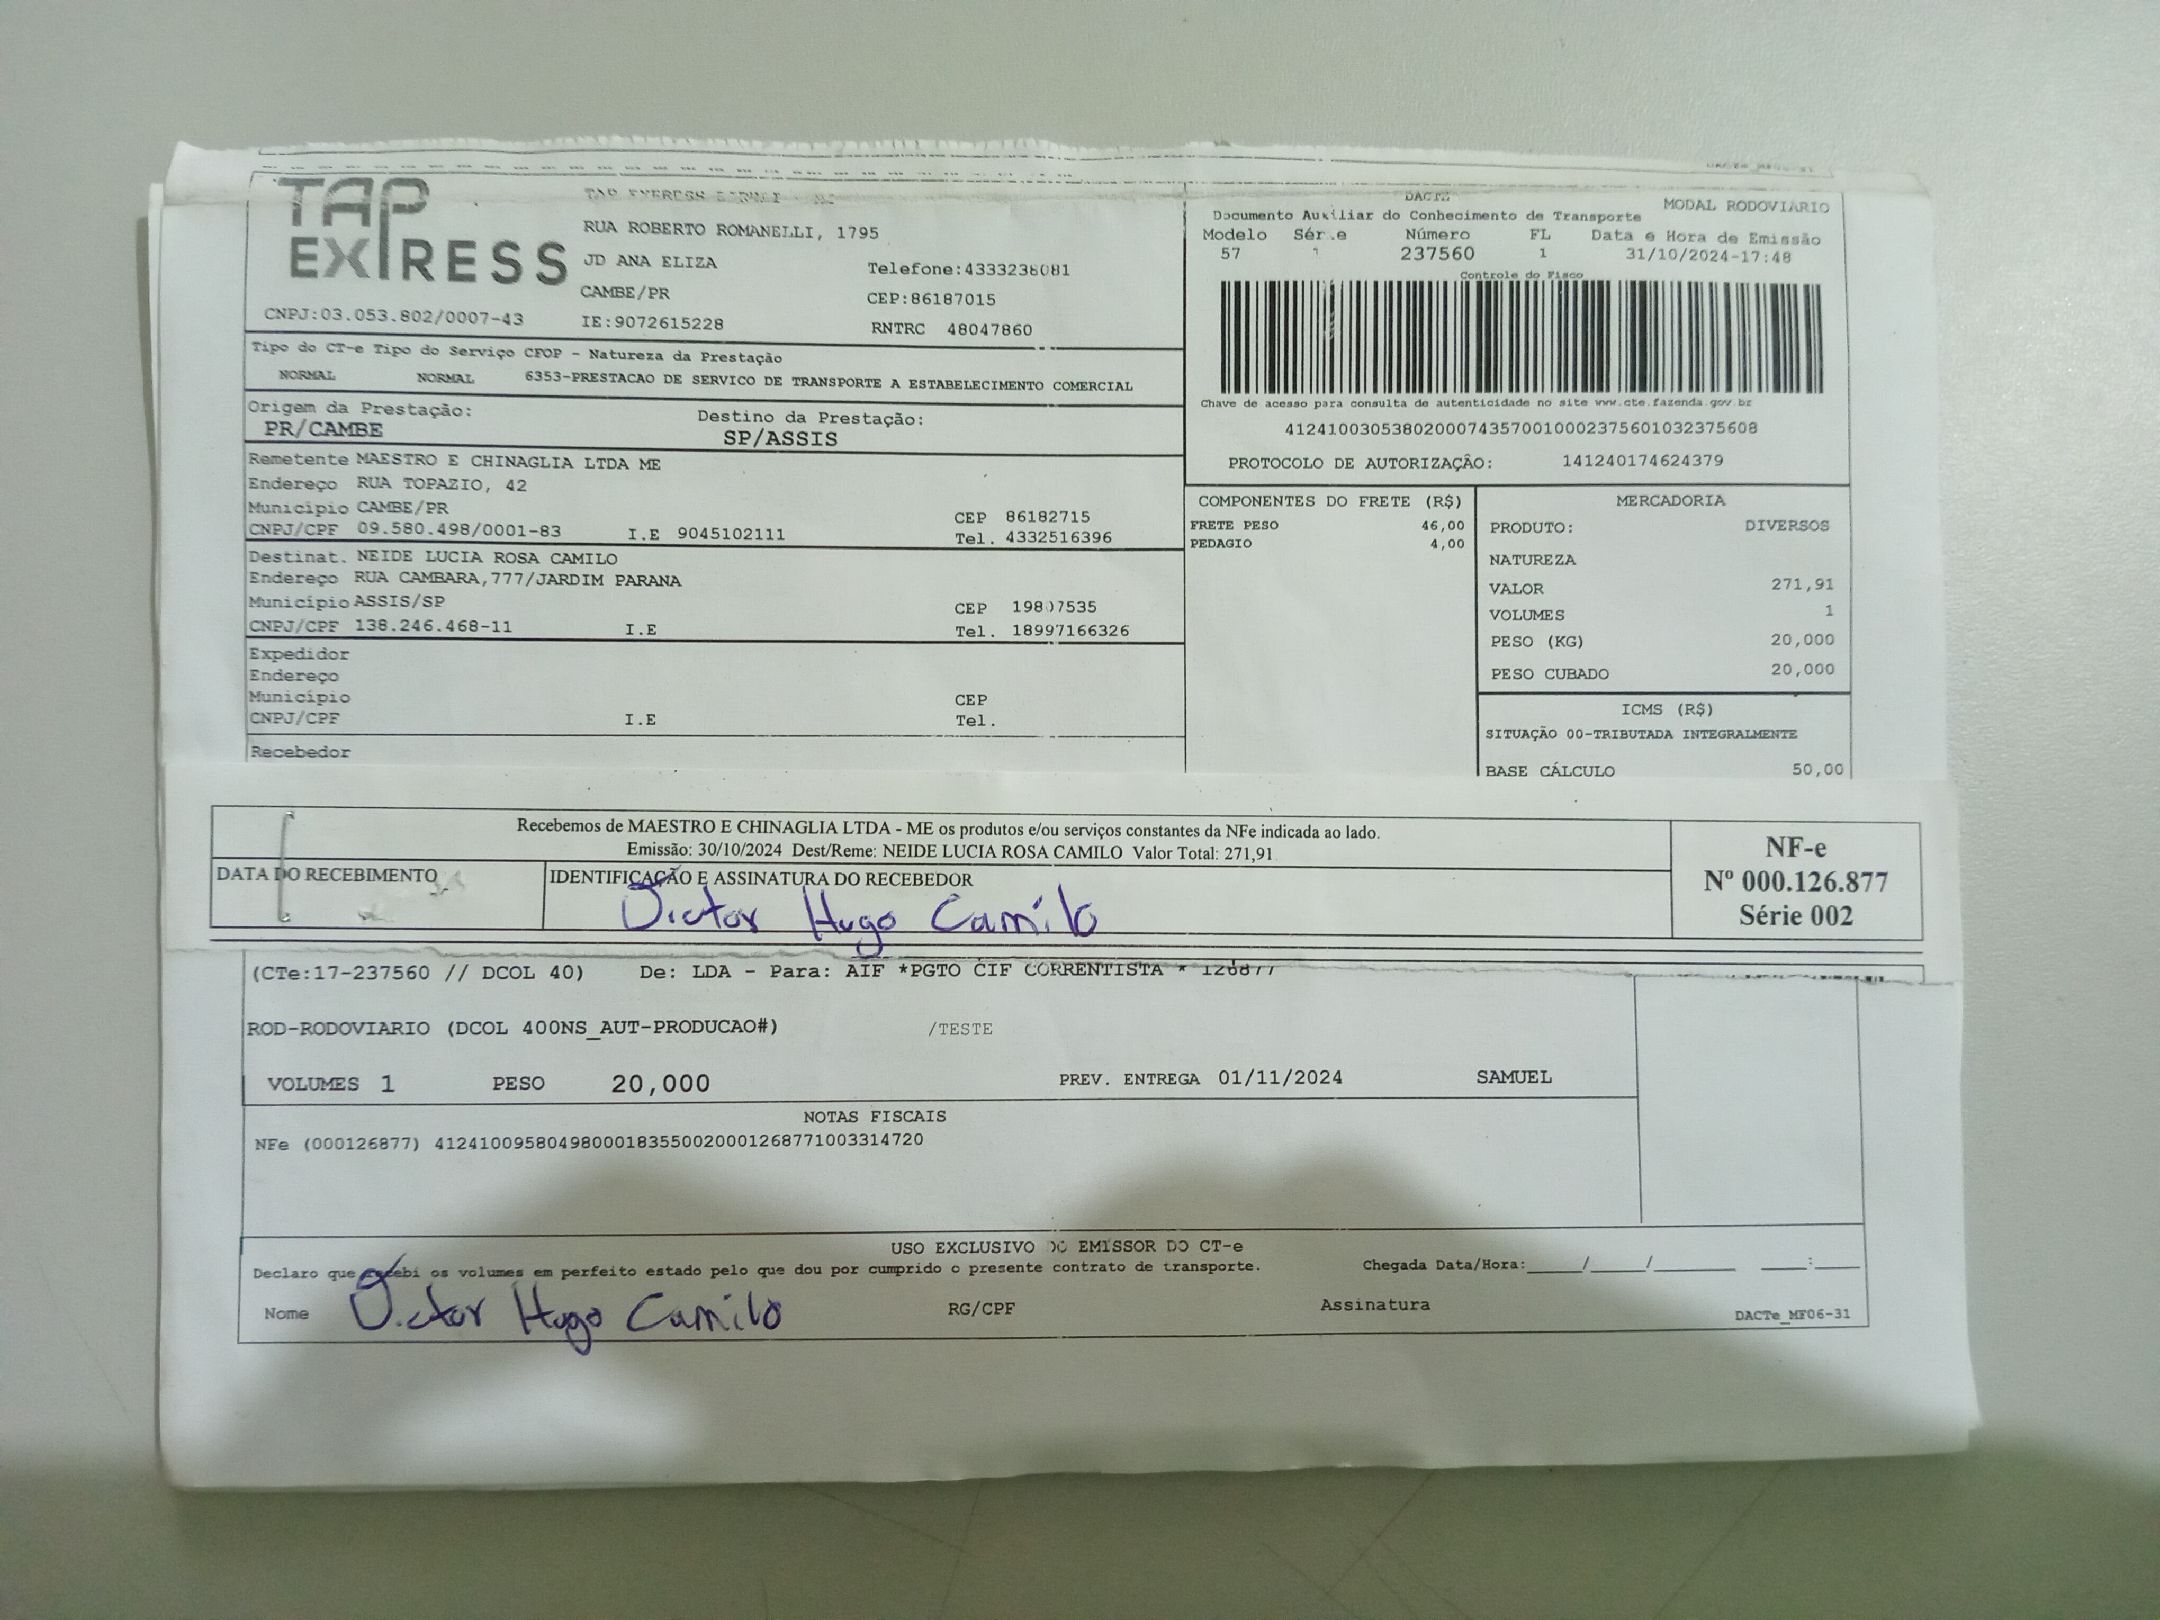 TAP
EXPRESS
RUA ROBERTO ROMANELLI, 1795
JD ANA ELIZA
Telefone:4333238081
CAMBE/PR
CEP:86187015
CNPJ:03.053.802/0007-43
IE:9072615228
RNTRC 48047860
DACTE
MODAL RODOVIÁRIO
Documento Auxiliar do Conhecimento de Transporte
Modelo Série Número FL Data e Hora de Emissão
57 1 237560 1 31/10/2024-17:48
Controle do Fisco
Chave de acesso para consulta de autenticidade no site www.cte.fazenda.gov.br
41241003053802000743570010002375601032375608
PROTOCOLO DE AUTORIZAÇÃO: 141240174624379
Tipo do CT-e Tipo do Serviço CFOP - Natureza da Prestação
NORMAL NORMAL 6353-PRESTACAO DE SERVICO DE TRANSPORTE A ESTABELECIMENTO COMERCIAL
Origem da Prestação: Destino da Prestação:
PR/CAMBE SP/ASSIS
Remetente MAESTRO E CHINAGLIA LTDA ME
Endereço RUA TOPAZIO, 42
Município CAMBE/PR CEP 86182715
CNPJ/CPF 09.580.498/0001-83 I.E 9045102111 Tel. 4332516396
Destinat. NEIDE LUCIA ROSA CAMILO
Endereço RUA CAMBARA,777/JARDIM PARANA
Município ASSIS/SP CEP 19807535
CNPJ/CPF 138.246.468-11 I.E Tel. 18997166326
Expedidor
Endereço
Município CEP
CNPJ/CPF I.E Tel.
Recebedor
COMPONENTES DO FRETE (R$)
FRETE PESO 46,00
PEDAGIO 4,00
MERCADORIA
PRODUTO: DIVERSOS
NATUREZA
VALOR 271,91
VOLUMES 1
PESO (KG) 20,000
PESO CUBADO 20,000
ICMS (R$)
SITUAÇÃO 00-TRIBUTADA INTEGRALMENTE
BASE CÁLCULO 50,00
Recebemos de MAESTRO E CHINAGLIA LTDA - ME os produtos e/ou serviços constantes da NFe indicada ao lado.
Emissão: 30/10/2024 Dest/Reme: NEIDE LUCIA ROSA CAMILO Valor Total: 271,91
DATA DO RECEBIMENTO
IDENTIFICAÇÃO E ASSINATURA DO RECEBEDOR
Victor Hugo Camilo
NF-e
Nº 000.126.877
Série 002
(CTe:17-237560 // DCOL 40) De: LDA - Para: AIF *PGTO CIF CORRENTISTA * 126877
ROD-RODOVIARIO (DCOL 400NS_AUT-PRODUCAO#) /TESTE
VOLUMES 1 PESO 20,000 PREV. ENTREGA 01/11/2024 SAMUEL
NOTAS FISCAIS
NFe (000126877) 41241009580498000183550020001268771003314720
USO EXCLUSIVO DO EMISSOR DO CT-e
Declaro que recebi os volumes em perfeito estado pelo que dou por cumprido o presente contrato de transporte. Chegada Data/Hora:_____/_____/________ _____:_____
Nome Victor Hugo Camilo RG/CPF Assinatura
DACTe_MF06-31